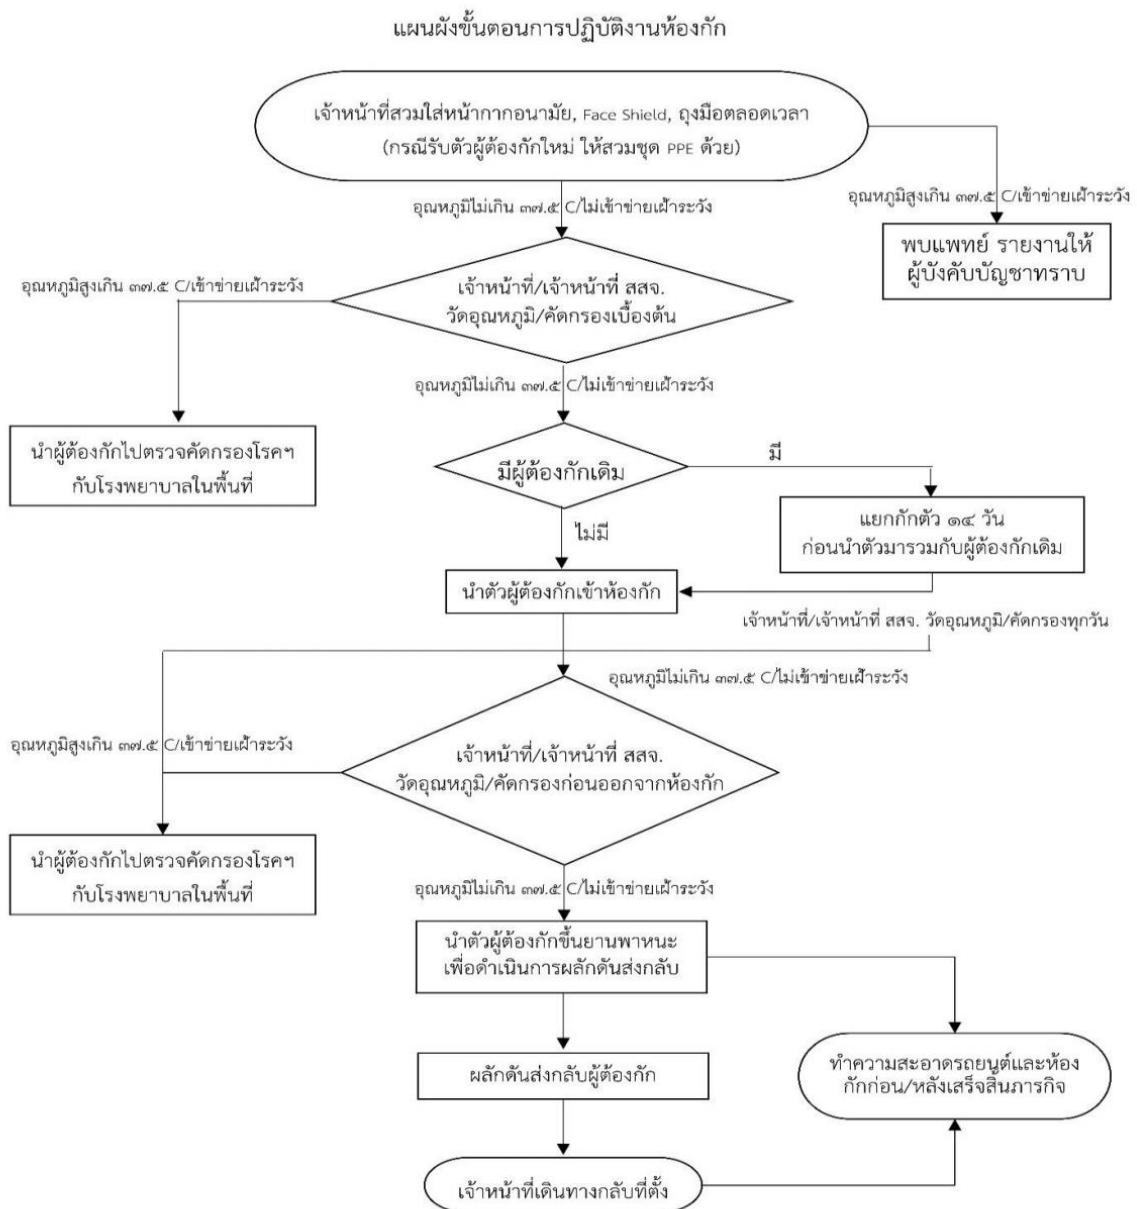 แผนผังขั้นตอนการปฏิบัติงานห้องกัก
เจ้าหน้าที่สวมใส่หน้ากากอนามัย, Face Shield, ถุงมือตลอดเวลา
(กรณีรับตัวผู้ต้องกักใหม่ ให้สวมชุด PPE ด้วย)
อุณหภูมิไม่เกิน ๓๗.๕ C/ไม่เข้าข่ายเฝ้าระวัง
อุณหภูมิสูงเกิน ๓๗.๕ C/เข้าข่ายเฝ้าระวัง
พบแพทย์ รายงานให้
ผู้บังคับบัญชาทราบ
อุณหภูมิสูงเกิน ๓๗.๕ C/เข้าข่ายเฝ้าระวัง
เจ้าหน้าที่/เจ้าหน้าที่ สสจ.
วัดอุณหภูมิ/คัดกรองเบื้องต้น
อุณหภูมิไม่เกิน ๓๗.๕ C/ไม่เข้าข่ายเฝ้าระวัง
นำผู้ต้องกักไปตรวจคัดกรองโรคฯ
กับโรงพยาบาลในพื้นที่
มีผู้ต้องกักเดิม
มี
ไม่มี
แยกกักตัว ๑๔ วัน
ก่อนนำตัวมารวมกับผู้ต้องกักเดิม
นำตัวผู้ต้องกักเข้าห้องกัก
เจ้าหน้าที่/เจ้าหน้าที่ สสจ. วัดอุณหภูมิ/คัดกรองทุกวัน
อุณหภูมิไม่เกิน ๓๗.๕ C/ไม่เข้าข่ายเฝ้าระวัง
อุณหภูมิสูงเกิน ๓๗.๕ C/เข้าข่ายเฝ้าระวัง
เจ้าหน้าที่/เจ้าหน้าที่ สสจ.
วัดอุณหภูมิ/คัดกรองก่อนออกจากห้องกัก
นำผู้ต้องกักไปตรวจคัดกรองโรคฯ
กับโรงพยาบาลในพื้นที่
อุณหภูมิไม่เกิน ๓๗.๕ C/ไม่เข้าข่ายเฝ้าระวัง
นำตัวผู้ต้องกักขึ้นยานพาหนะ
เพื่อดำเนินการผลักดันส่งกลับ
ผลักดันส่งกลับผู้ต้องกัก
ทำความสะอาดรถยนต์และห้อง
กักก่อน/หลังเสร็จสิ้นภารกิจ
เจ้าหน้าที่เดินทางกลับที่ตั้ง